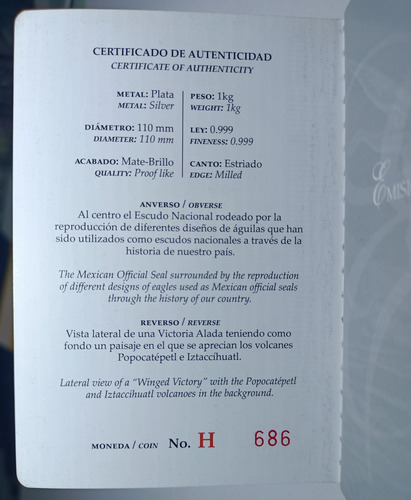 CERTIFICADO DE AUTENTICIDAD
CERTIFICATE OF AUTHENTICITY
METAL: Plata
METAL: Silver
PESO: 1kg
WEIGHT: 1kg
DIÁMETRO: 110 mm
DIAMETER: 110 mm
LEY: 0.999
FINENESS: 0.999
ACABADO: Mate-Brillo
QUALITY: Proof like
CANTO: Estriado
EDGE: Milled
ANVERSO / OBVERSE
Al centro el Escudo Nacional rodeado por la
reproducción de diferentes diseños de águilas que han
sido utilizados como escudos nacionales a través de la
historia de nuestro país.
The Mexican Official Seal surrounded by the reproduction
of different designs of eagles used as Mexican official seals
through the history of our country.
REVERSO / REVERSE
Vista lateral de una Victoria Alada teniendo como
fondo un paisaje en el que se aprecian los volcanes
Popocatépetl e Iztaccíhuatl.
Lateral view of a "Winged Victory" with the Popocatépetl
and Iztaccíhuatl volcanoes in the background.
MONEDA / COIN No. H 686